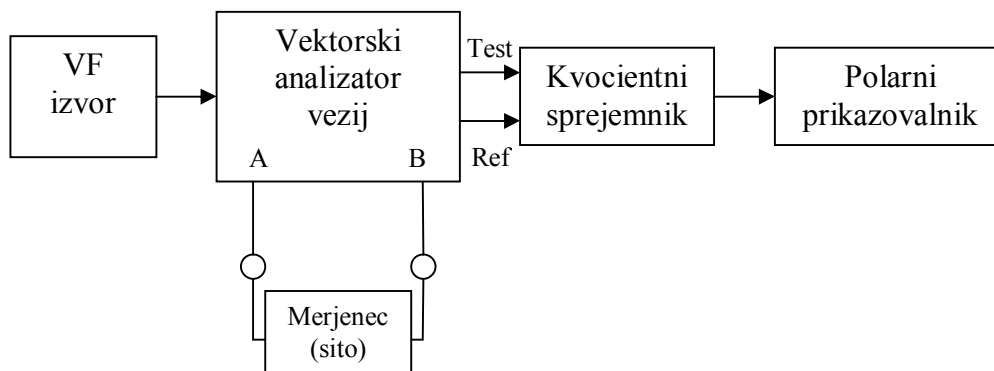 VF
izvor
Vektorski
analizator
vezij
A
B
Test
Ref
Kvocientni
sprejemnik
Polarni
prikazovalnik
Merjenec
(sito)